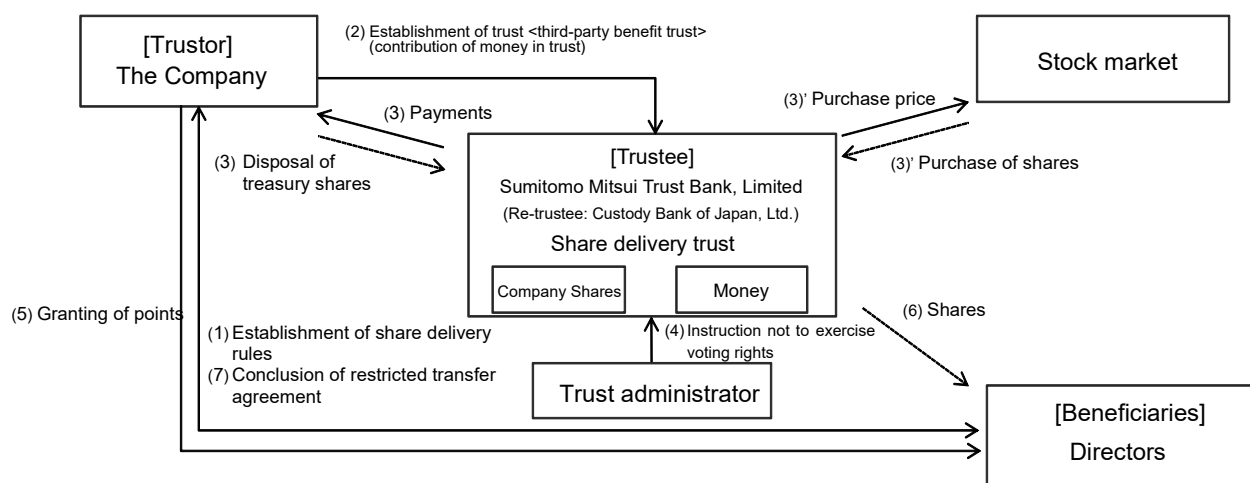 (2) Establishment of trust <third-party benefit trust>
(contribution of money in trust)
[Trustor]
The Company
Stock market
(3) Payments
(3)’ Purchase price
(3) Disposal of
treasury shares
(3)’ Purchase of shares
[Trustee]
Sumitomo Mitsui Trust Bank, Limited
(Re-trustee: Custody Bank of Japan, Ltd.)
Share delivery trust
Company Shares
Money
(5) Granting of points
(1) Establishment of share delivery
rules
(7) Conclusion of restricted transfer
agreement
(4) Instruction not to exercise
voting rights
(6) Shares
Trust administrator
[Beneficiaries]
Directors